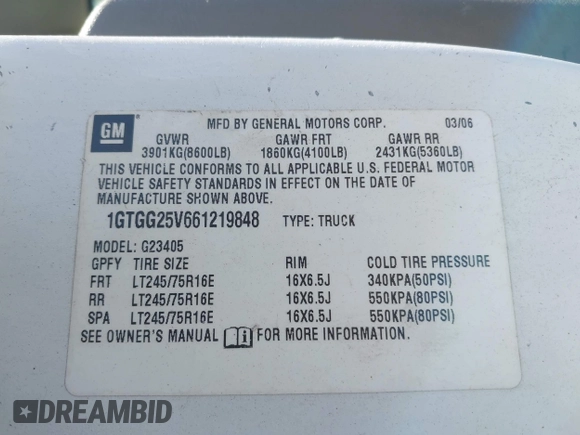 GM
MFD BY GENERAL MOTORS CORP. 03/06
GVWR GAWR FRT GAWR RR
3901KG(8600LB) 1860KG(4100LB) 2431KG(5360LB)
THIS VEHICLE CONFORMS TO ALL APPLICABLE U.S. FEDERAL MOTOR
VEHICLE SAFETY STANDARDS IN EFFECT ON THE DATE OF
MANUFACTURE SHOWN ABOVE.
1GTGG25V661219848 TYPE: TRUCK
MODEL: G23405
GPFY TIRE SIZE RIM COLD TIRE PRESSURE
FRT LT245/75R16E 16X6.5J 340KPA(50PSI)
RR LT245/75R16E 16X6.5J 550KPA(80PSI)
SPA LT245/75R16E 16X6.5J 550KPA(80PSI)
SEE OWNER'S MANUAL FOR MORE INFORMATION.
DREAMBID